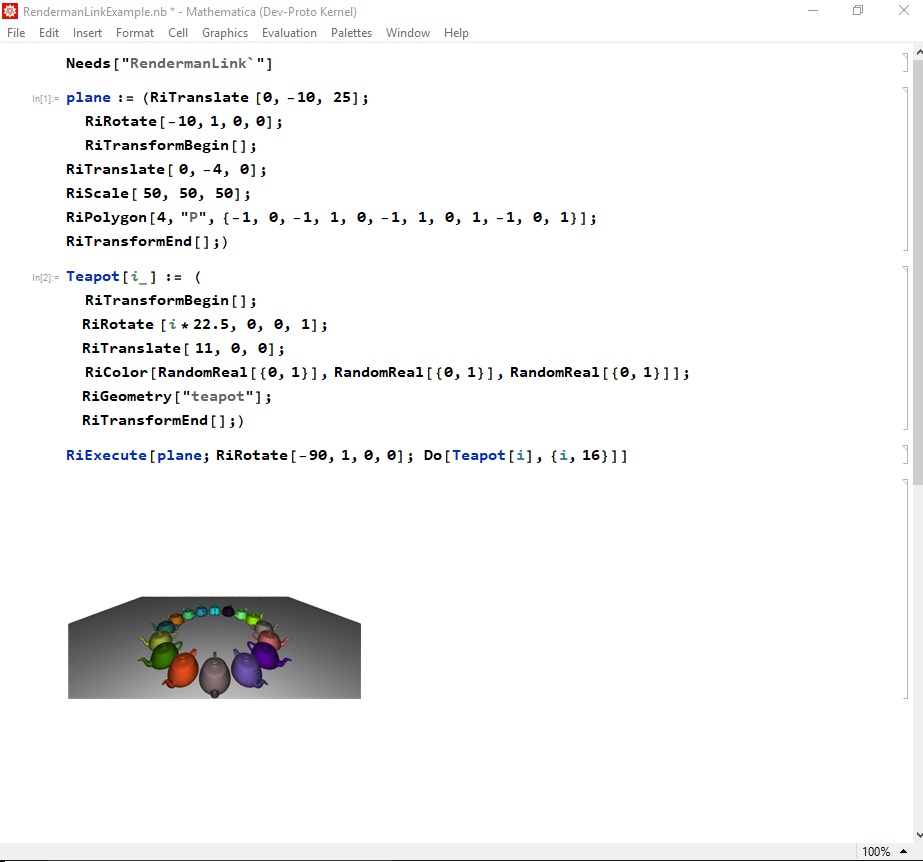 RendermanLinkExample.nb * - Mathematica (Dev-Proto Kernel)
File Edit Insert Format Cell Graphics Evaluation Palettes Window Help
Needs["RendermanLink`"]
In[1]:= plane := (RiTranslate [0, -10, 25];
RiRotate[-10, 1, 0, 0];
RiTransformBegin[];
RiTranslate[ 0, -4, 0];
RiScale[ 50, 50, 50];
RiPolygon[4, "P", {-1, 0, -1, 1, 0, -1, 1, 0, 1, -1, 0, 1}];
RiTransformEnd[];)
In[2]:= Teapot[i_] := (
RiTransformBegin[];
RiRotate [i*22.5, 0, 0, 1];
RiTranslate[ 11, 0, 0];
RiColor[RandomReal[{0, 1}], RandomReal[{0, 1}], RandomReal[{0, 1}]];
RiGeometry["teapot"];
RiTransformEnd[];)
RiExecute[plane; RiRotate[-90, 1, 0, 0]; Do[Teapot[i], {i, 16}]]
100%